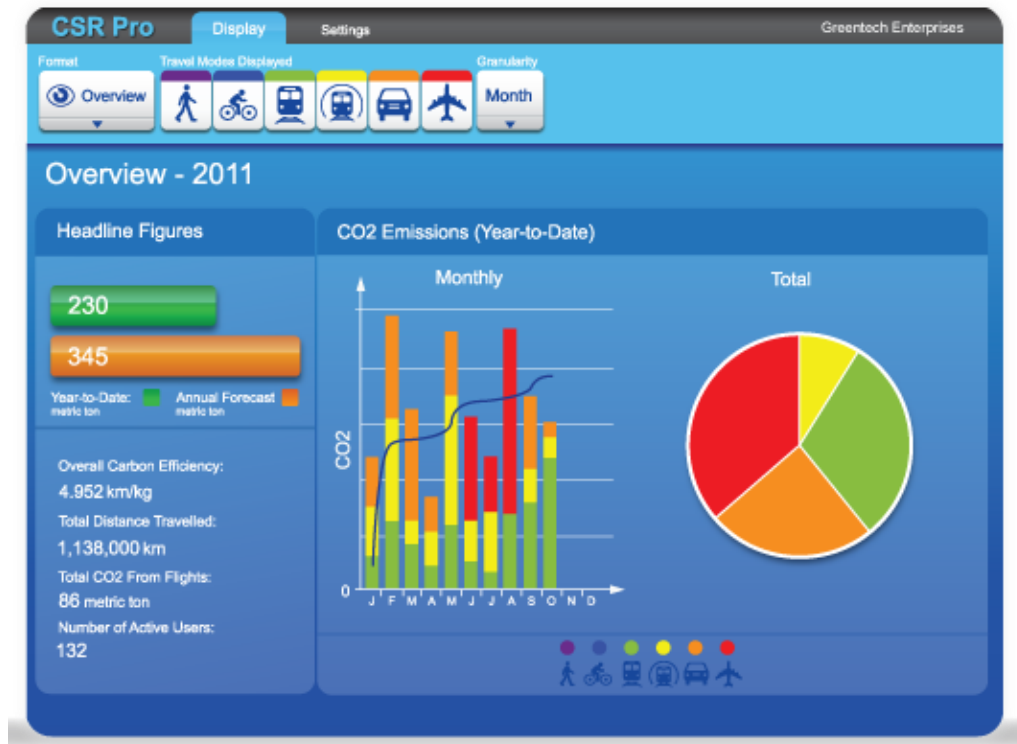 CSR Pro Display Settings Greentech Enterprises
Format Travel Modes Displayed Granularity
Overview Month
Overview - 2011
Headline Figures
230
345
Year-to-Date: Annual Forecast
metric ton metric ton
Overall Carbon Efficiency:
4.952 km/kg
Total Distance Travelled:
1,138,000 km
Total CO2 From Flights:
86 metric ton
Number of Active Users:
132
CO2 Emissions (Year-to-Date)
Monthly Total
CO2
0
J F M A M J J A S O N D